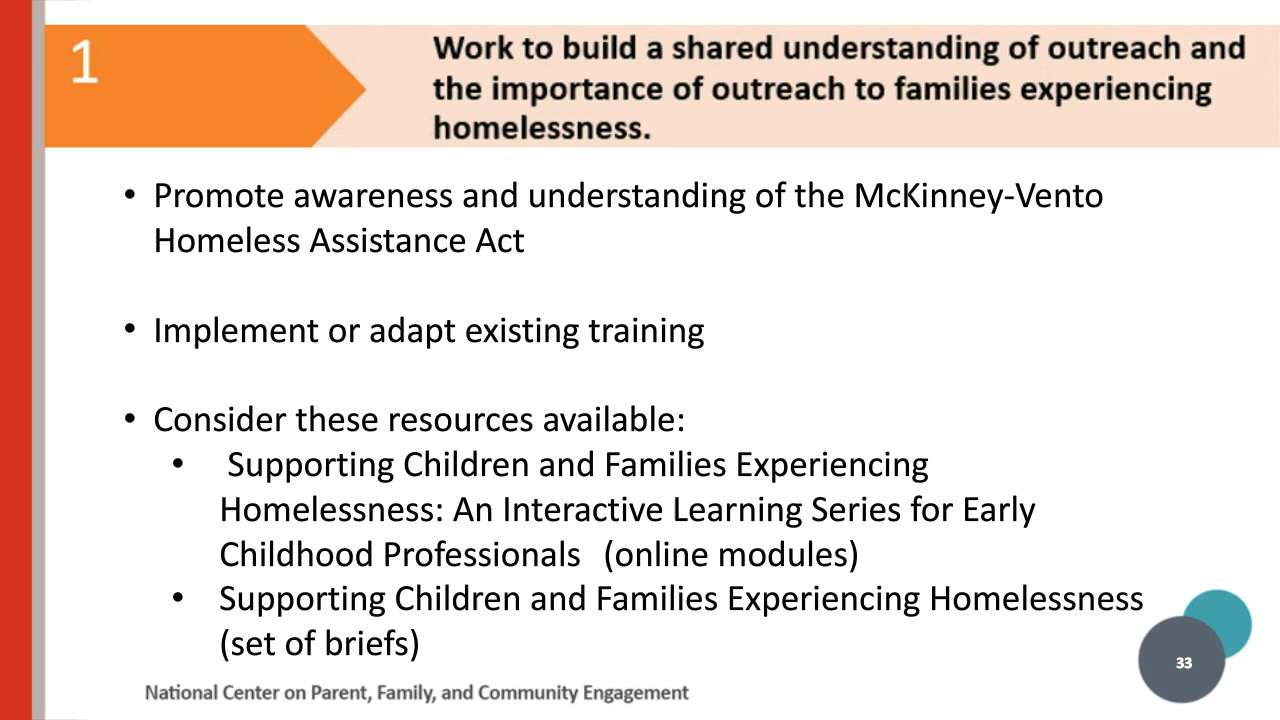 1
Work to build a shared understanding of outreach and
the importance of outreach to families experiencing
homelessness.
• Promote awareness and understanding of the McKinney-Vento
Homeless Assistance Act
• Implement or adapt existing training
• Consider these resources available:
• Supporting Children and Families Experiencing
Homelessness: An Interactive Learning Series for Early
Childhood Professionals (online modules)
• Supporting Children and Families Experiencing Homelessness
(set of briefs)
33
National Center on Parent, Family, and Community Engagement